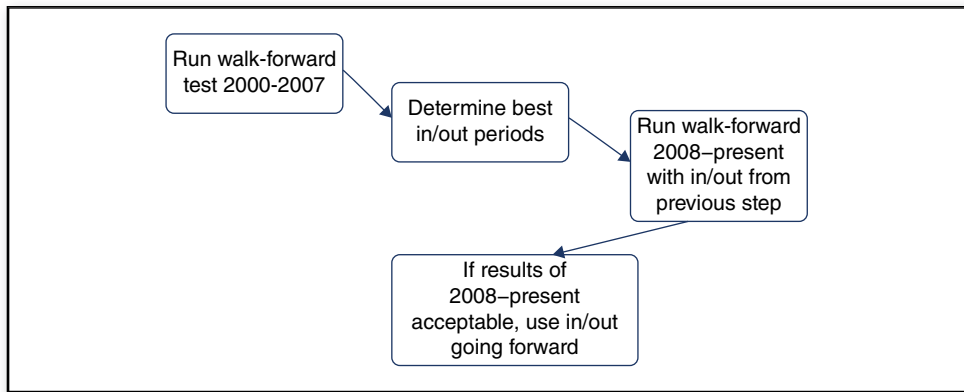 Run walk-forward
test 2000-2007
Determine best
in/out periods
Run walk-forward
2008–present
with in/out from
previous step
If results of
2008–present
acceptable, use in/out
going forward